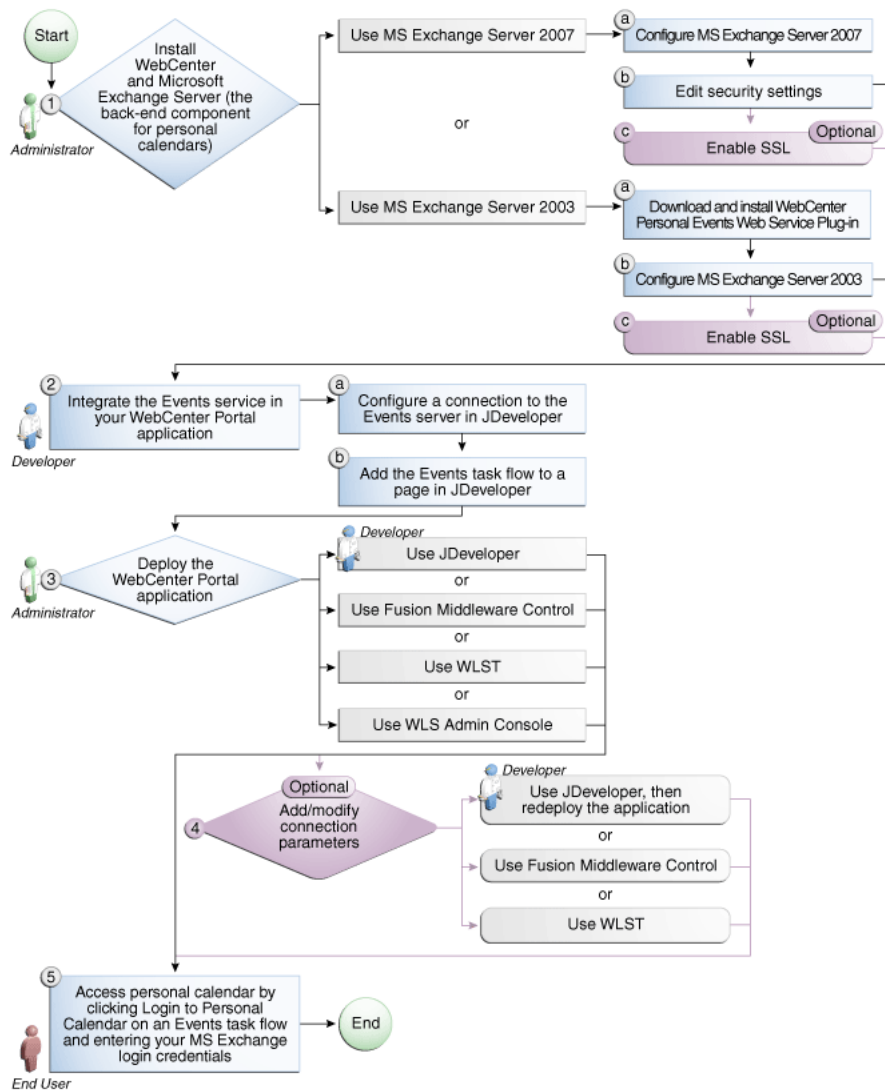 Start
1
Administrator
Install
WebCenter
and Microsoft
Exchange Server (the
back-end component
for personal
calendars)
Use MS Exchange Server 2007
a
Configure MS Exchange Server 2007
b
Edit security settings
c
Optional
Enable SSL
or
Use MS Exchange Server 2003
a
Download and install WebCenter
Personal Events Web Service Plug-in
b
Configure MS Exchange Server 2003
c
Optional
Enable SSL
2
Developer
Integrate the Events service in
your WebCenter Portal
application
a
Configure a connection to the
Events server in JDeveloper
b
Add the Events task flow to a
page in JDeveloper
3
Administrator
Deploy the
WebCenter Portal
application
Developer
Use JDeveloper
or
Use Fusion Middleware Control
or
Use WLST
or
Use WLS Admin Console
4
Optional
Add/modify
connection
parameters
Developer
Use JDeveloper, then
redeploy the application
or
Use Fusion Middleware Control
or
Use WLST
5
End User
Access personal calendar by
clicking Login to Personal
Calendar on an Events task flow
and entering your MS Exchange
login credentials
End